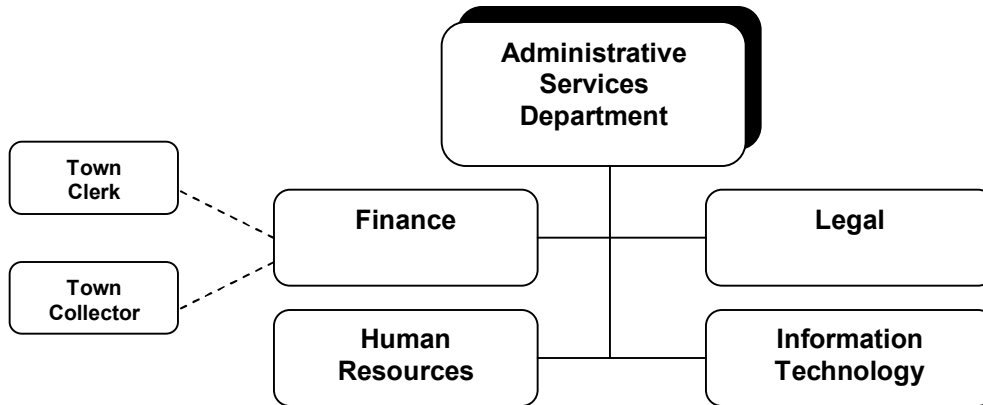 Administrative
Services
Department
Town
Clerk
Finance
Legal
Town
Collector
Human
Resources
Information
Technology